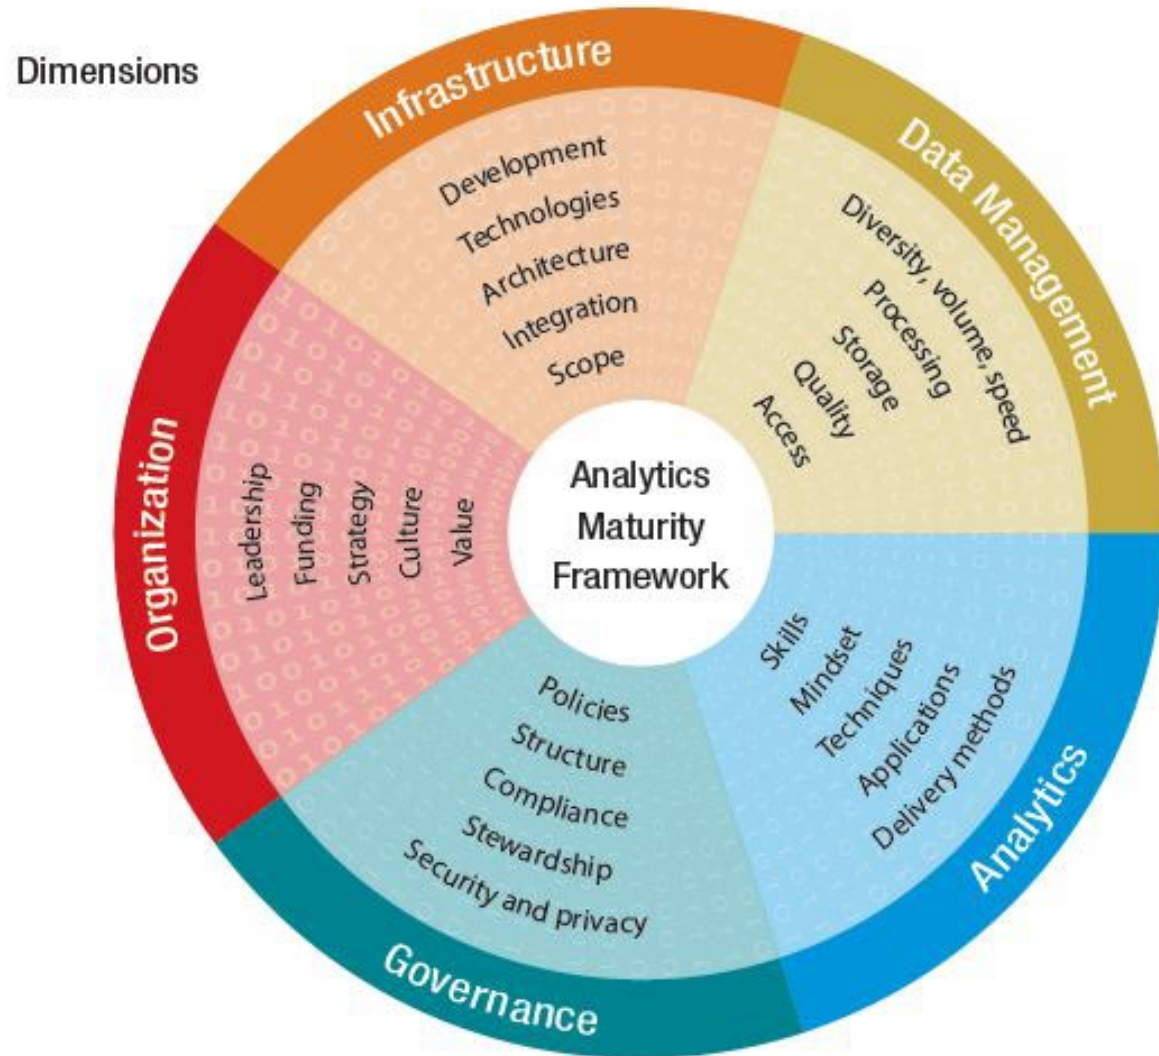 Dimensions
Infrastructure
Development
Technologies
Architecture
Integration
Scope
Data Management
Diversity, volume, speed
Processing
Storage
Quality
Access
Analytics
Maturity
Framework
Organization
Leadership
Funding
Strategy
Culture
Value
Skills
Mindset
Techniques
Applications
Delivery methods
Analytics
Policies
Structure
Compliance
Stewardship
Security and privacy
Governance